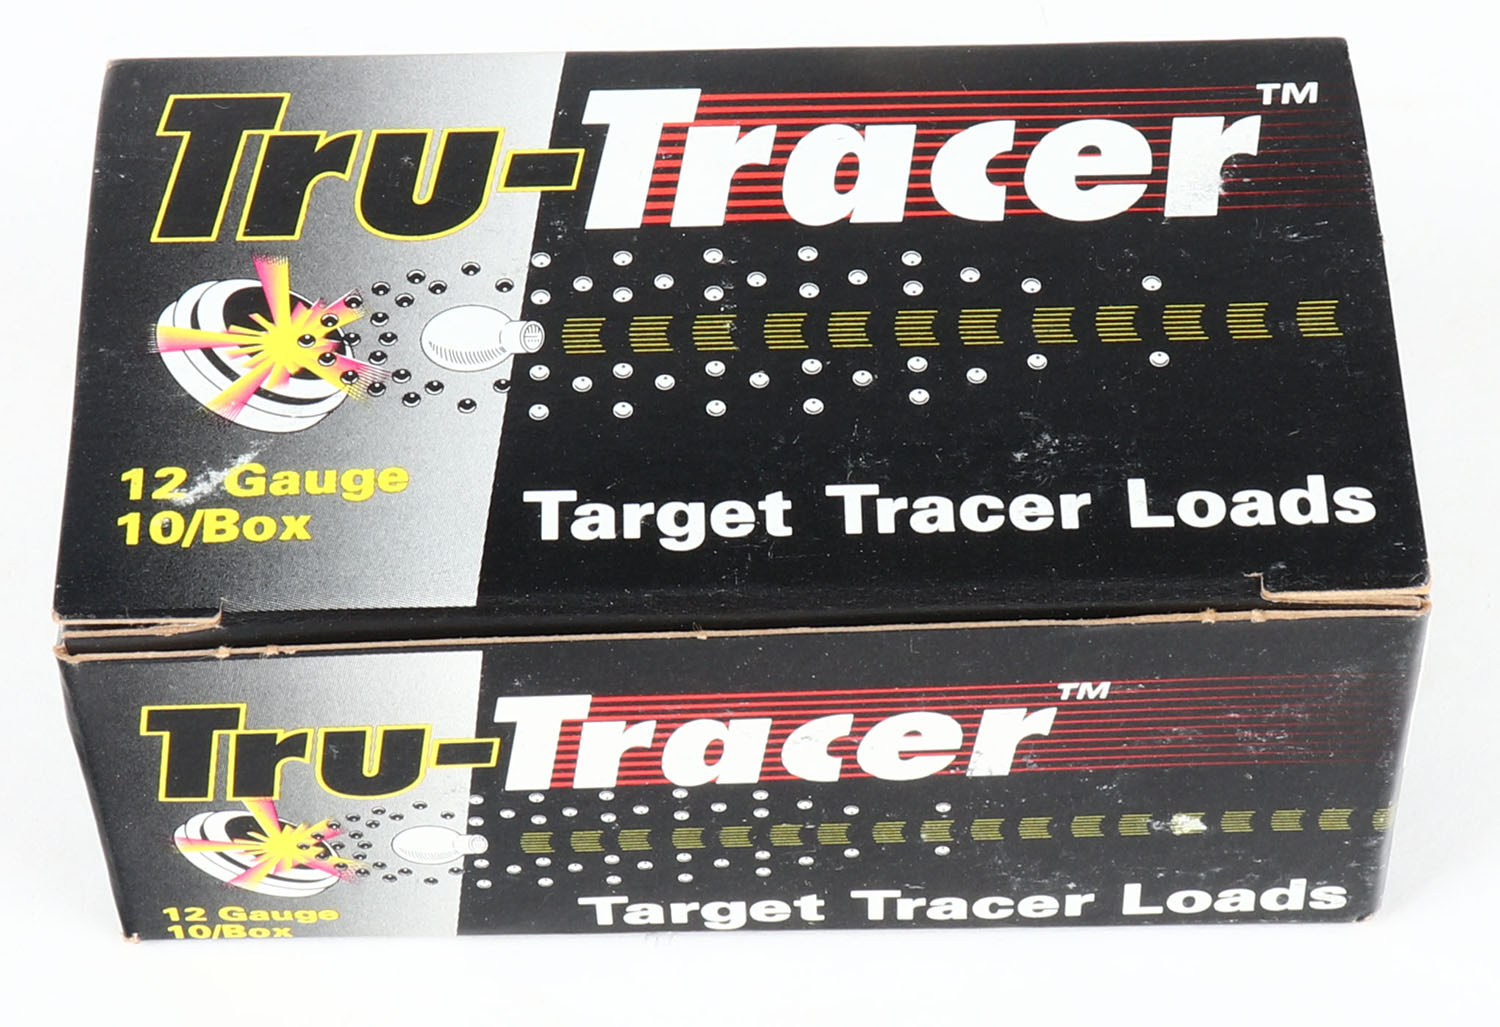 Tru-Tracer™
12 Gauge
10/Box
Target Tracer Loads
Tru-Tracer™
12 Gauge
10/Box
Target Tracer Loads